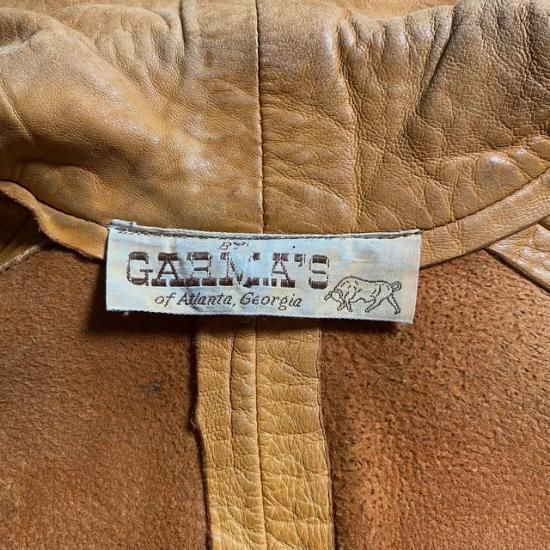 BY
GARMA'S
of Atlanta, Georgia